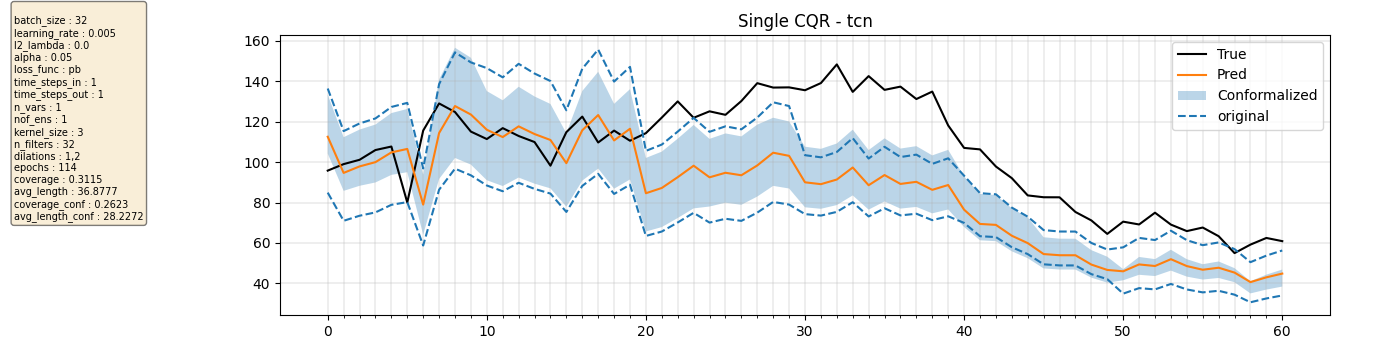 batch_size : 32
learning_rate : 0.005
l2_lambda : 0.0
alpha : 0.05
loss_func : pb
time_steps_in : 1
time_steps_out : 1
n_vars : 1
nof_ens : 1
kernel_size : 3
n_filters : 32
dilations : 1,2
epochs : 114
coverage : 0.3115
avg_length : 36.8777
coverage_conf : 0.2623
avg_length_conf : 28.2272
Single CQR - tcn
160
140
120
100
80
60
40
True
Pred
Conformalized
original
0 10 20 30 40 50 60